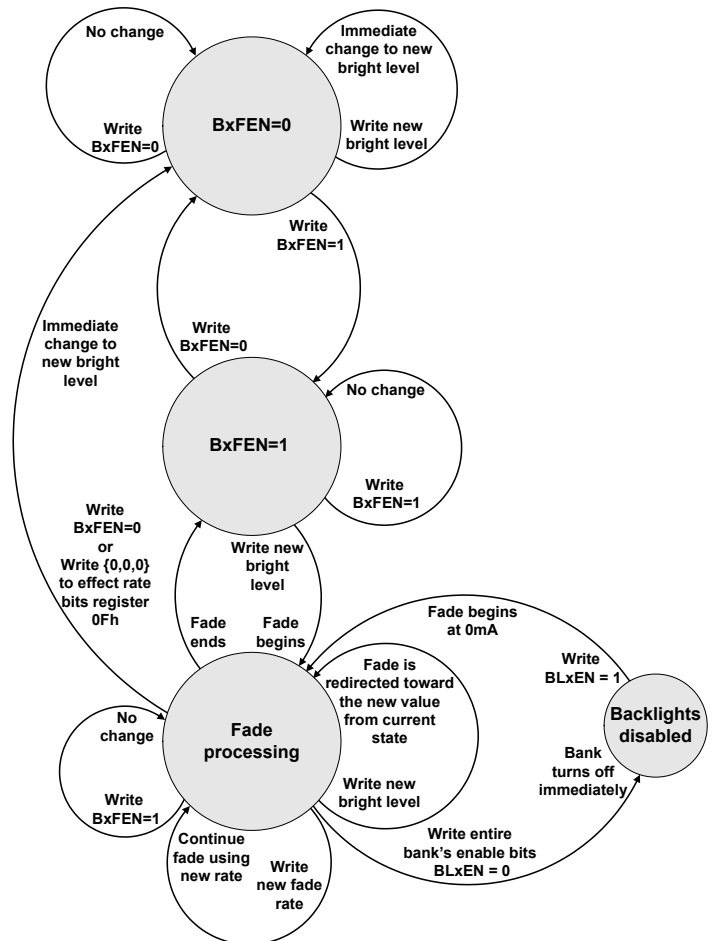 No change
Write
BxFEN=0
Immediate
change to new
bright level
Write new
bright level
BxFEN=0
Write
BxFEN=1
Write
BxFEN=0
Immediate
change to
new bright
level
No change
Write
BxFEN=1
BxFEN=1
Write
BxFEN=0
or
Write {0,0,0}
to effect rate
bits register
0Fh
Write new
bright
level
Fade
ends
Fade
begins
Fade begins
at 0mA
Write
BLxEN = 1
Backlights
disabled
Bank
turns off
immediately
Fade is
redirected toward
the new value
from current
state
Write new
bright level
Fade
processing
No
change
Write
BxFEN=1
Continue
fade using
new rate
Write
new fade
rate
Write entire
bank's enable bits
BLxEN = 0